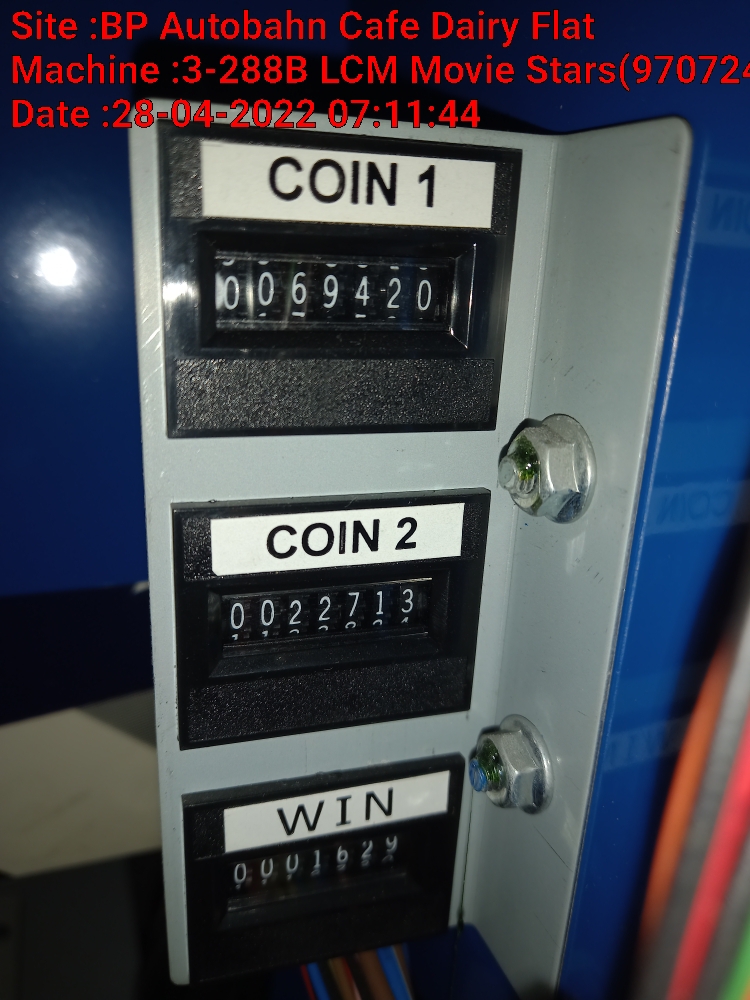 Site :BP Autobahn Cafe Dairy Flat
Machine :3-288B LCM Movie Stars(970724
Date :28-04-2022 07:11:44
COIN 1
0069420
COIN 2
0022713
WIN
0001629